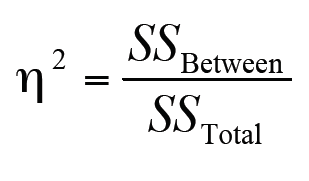 η² = SS_Between / SS_Total